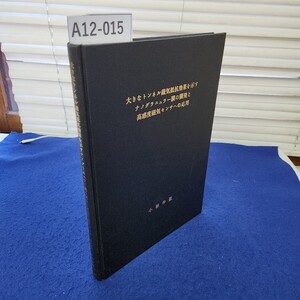 A12-015
大きなトンネル磁気抵抗効果を示す
ナノグラニュラー膜の開発と
高感度磁気センサーへの応用